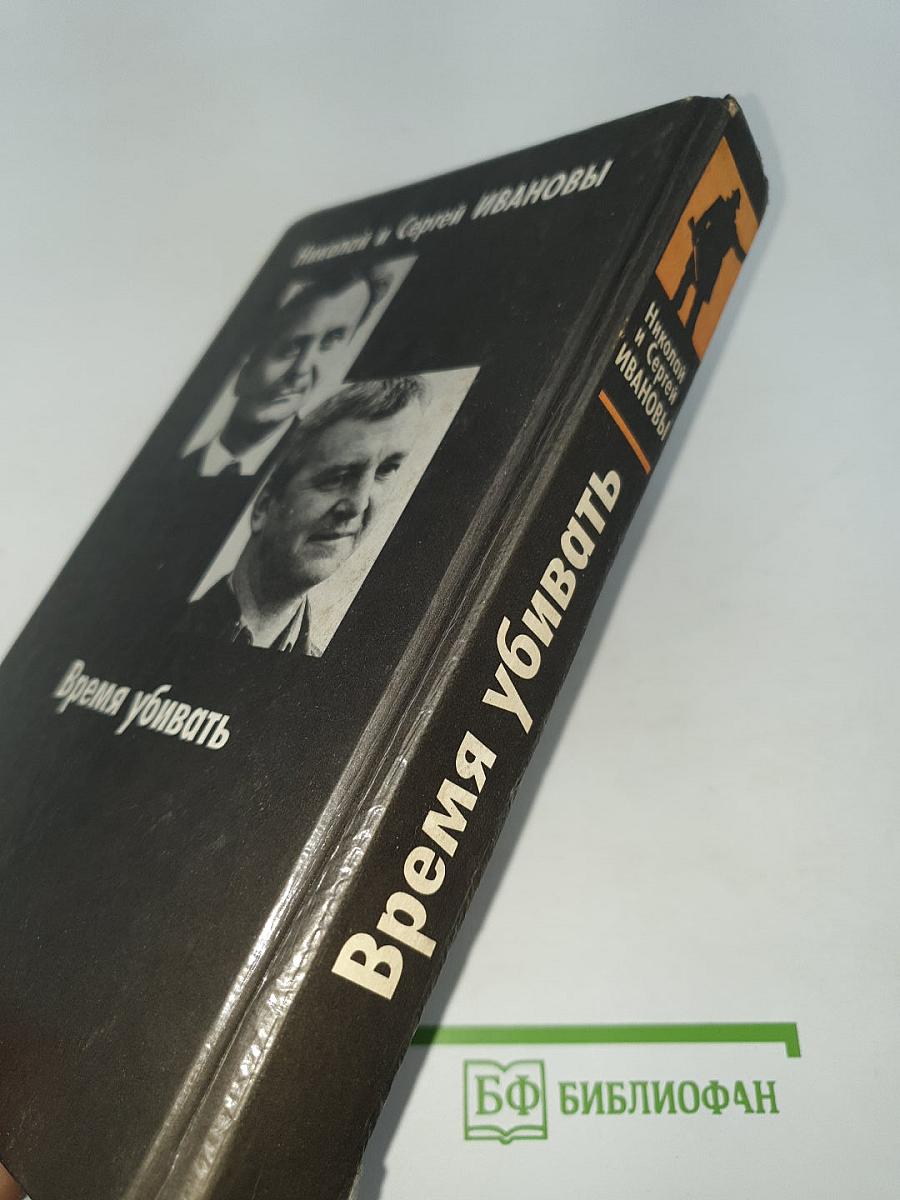 Николай и Сергей ИВАНОВЫ
Время убивать
Николай
и Сергей
ИВАНОВЫ
Время убивать
БФ БИБЛИОФАН